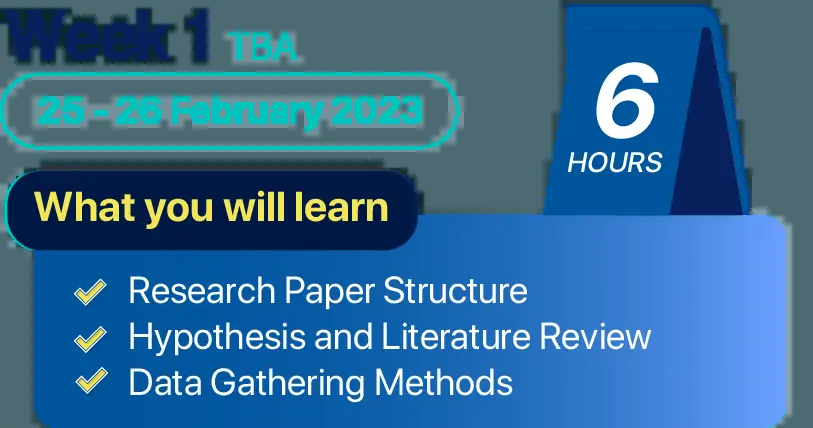 Week 1 TBA
25 - 26 February 2023
6
HOURS
What you will learn
Research Paper Structure
Hypothesis and Literature Review
Data Gathering Methods